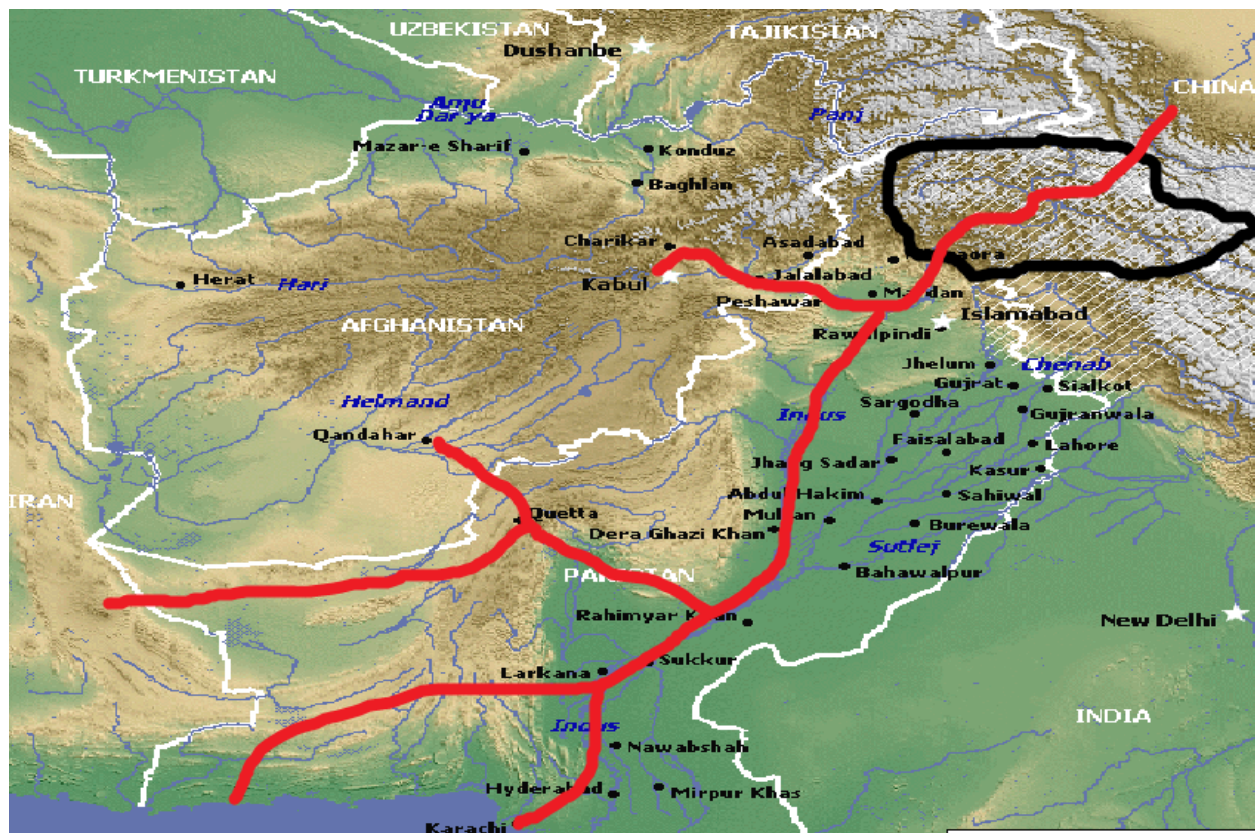 UZBEKISTAN
TAJIKISTAN
Dushanbe
TURKMENISTAN
CHINA
Amu
Darya
Panj
Mazar-e Sharif
Konduz
Baghlan
Charikar
Asadabad
Herat
Hari
Kabul
Jalalabad
Peshawar
Islamabad
AFGHANISTAN
Rawalpindi
Jhelum
Chenab
Gujrat
Sialkot
Helmand
Indus
Sargodha
Gujranwala
Qandahar
Faisalabad
Lahore
Jhang Sadar
Kasur
IRAN
Abdul Hakim
Sahiwal
Quetta
Multan
Burewala
Dera Ghazi Khan
Sutlej
PAKISTAN
Bahawalpur
Rahimyar Khan
New Delhi
Larkana
Sukkur
INDIA
Indus
Nawabshah
Hyderabad
Mirpur Khas
Karachi